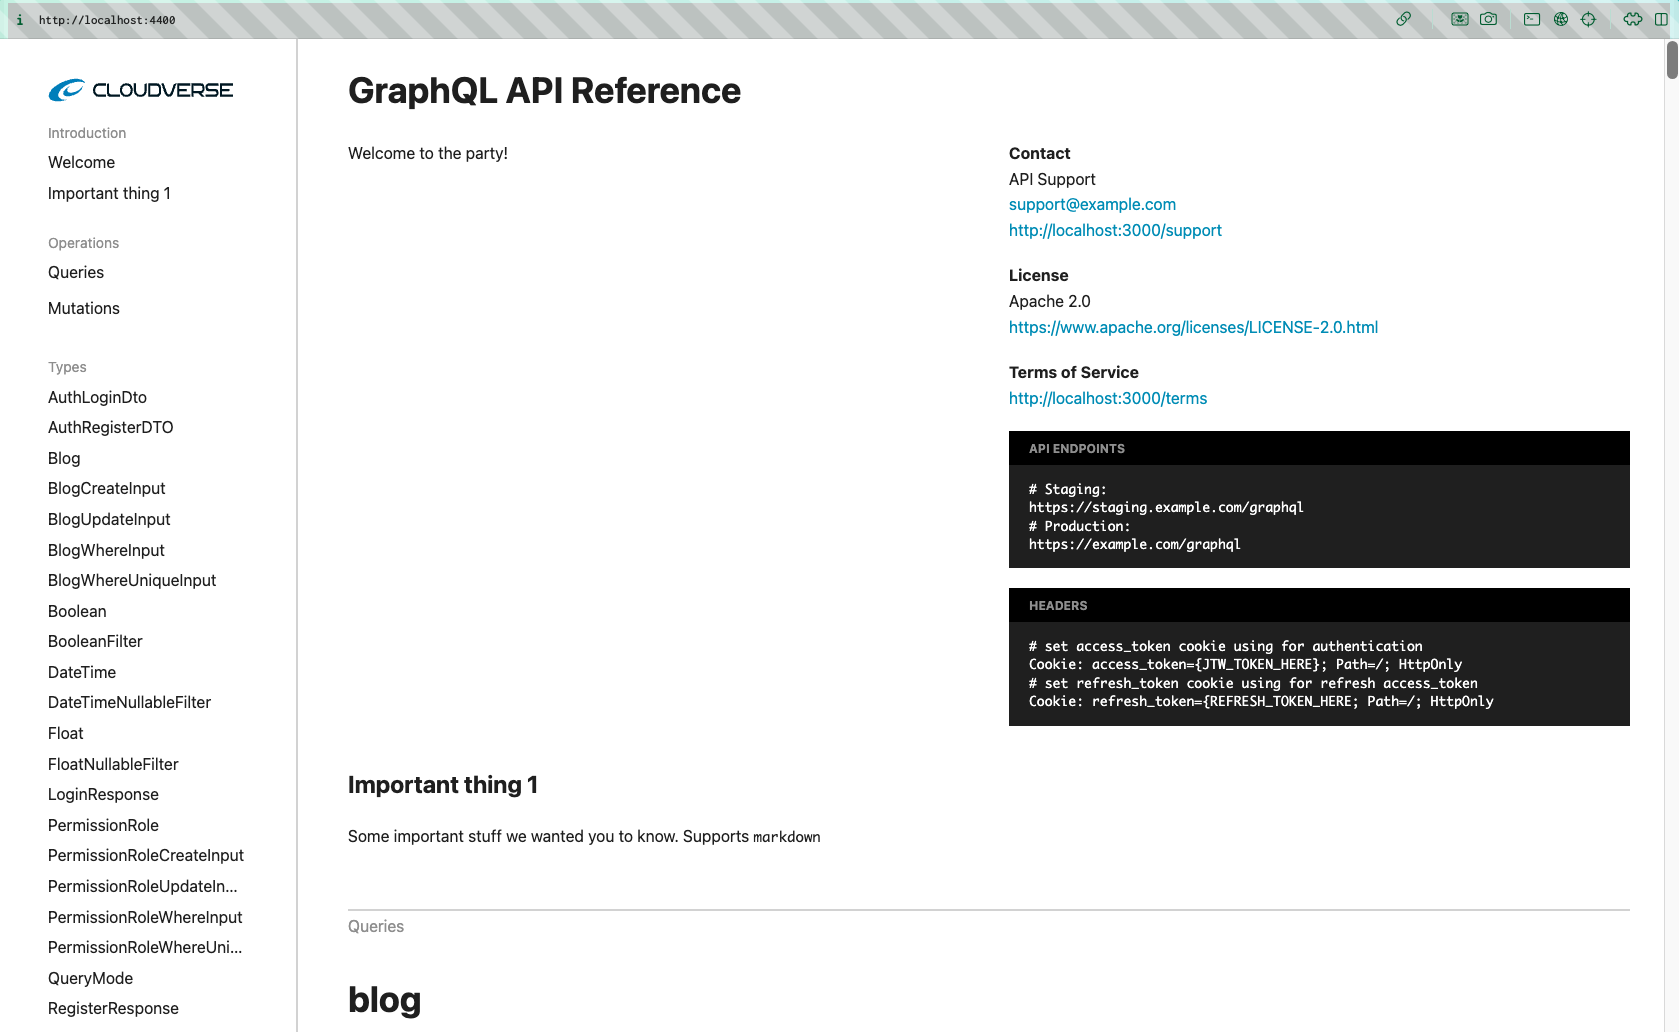 http://localhost:4400
CLOUDVERSE
Introduction
Welcome
Important thing 1
Operations
Queries
Mutations
Types
AuthLoginDto
AuthRegisterDTO
Blog
BlogCreateInput
BlogUpdateInput
BlogWhereInput
BlogWhereUniqueInput
Boolean
BooleanFilter
DateTime
DateTimeNullableFilter
Float
FloatNullableFilter
LoginResponse
PermissionRole
PermissionRoleCreateInput
PermissionRoleUpdateIn...
PermissionRoleWhereInput
PermissionRoleWhereUni...
QueryMode
RegisterResponse
GraphQL API Reference
Welcome to the party!
Contact
API Support
support@example.com
http://localhost:3000/support
License
Apache 2.0
https://www.apache.org/licenses/LICENSE-2.0.html
Terms of Service
http://localhost:3000/terms
API ENDPOINTS
# Staging:
https://staging.example.com/graphql
# Production:
https://example.com/graphql
HEADERS
# set access_token cookie using for authentication
Cookie: access_token={JTW_TOKEN_HERE}; Path=/; HttpOnly
# set refresh_token cookie using for refresh access_token
Cookie: refresh_token={REFRESH_TOKEN_HERE; Path=/; HttpOnly
Important thing 1
Some important stuff we wanted you to know. Supports markdown
Queries
blog